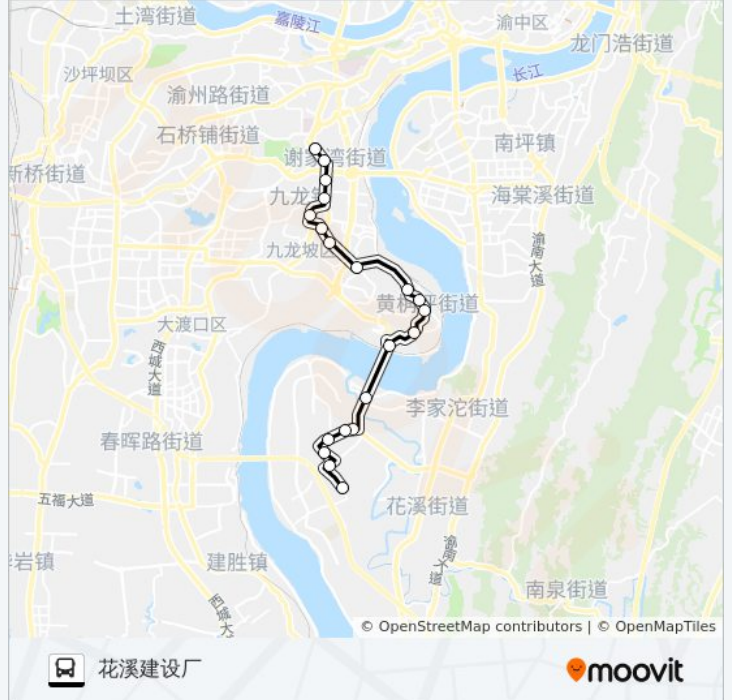 土湾街道
嘉陵江
渝中区
龙门浩街道
沙坪坝区
长江
渝州路街道
石桥铺街道
谢家湾街道
南坪镇
新桥街道
九龙
海棠溪街道
渝南大道
九龙坡区
黄桷坪街道
大渡口区
西城大道
李家沱街道
春晖路街道
五福大道
花溪街道
渝南大道
岩镇
建胜镇
南泉街道
西城大
© OpenStreetMap contributors | © OpenMapTiles
花溪建设厂
moovit